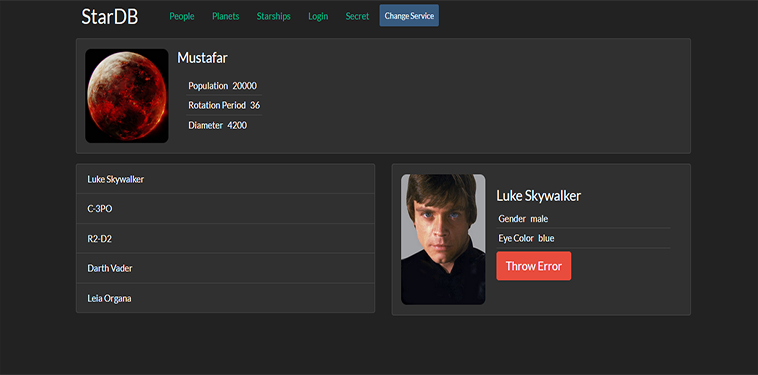 StarDB People Planets Starships Login Secret Change Service
Mustafar
Population 20000
Rotation Period 36
Diameter 4200
Luke Skywalker
C-3PO
R2-D2
Darth Vader
Leia Organa
Luke Skywalker
Gender male
Eye Color blue
Throw Error